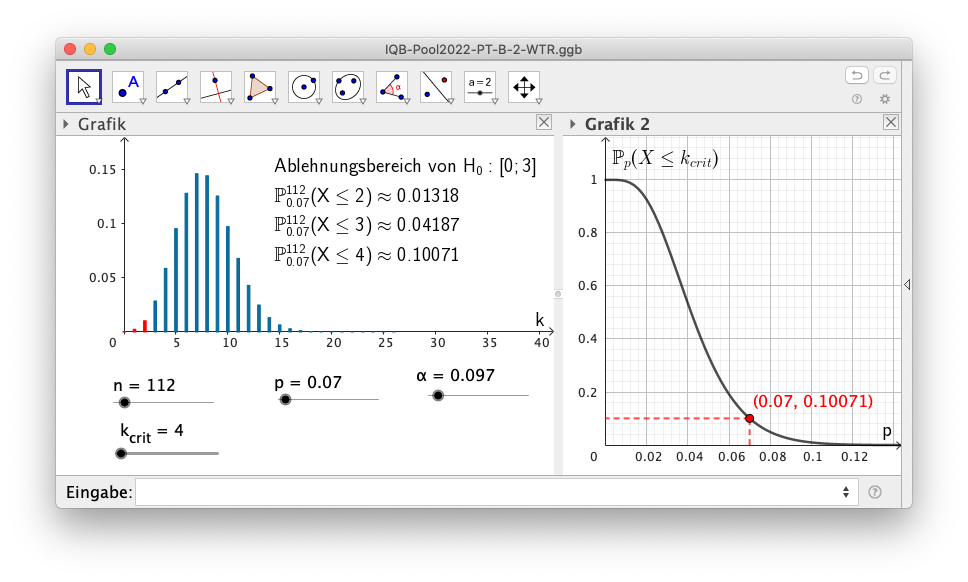 IQB-Pool2022-PT-B-2-WTR.ggb
A
α
a=2
Grafik
Grafik 2
0.15
0.1
0.05
0
5
10
15
20
25
30
35
40
k
Ablehnungsbereich von H₀ : [0; 3]
ℙ¹¹²₀.₀₇(X ≤ 2) ≈ 0.01318
ℙ¹¹²₀.₀₇(X ≤ 3) ≈ 0.04187
ℙ¹¹²₀.₀₇(X ≤ 4) ≈ 0.10071
n = 112
p = 0.07
α = 0.097
k_crit = 4
ℙₚ(X ≤ k_crit)
1
0.8
0.6
0.4
0.2
0
0.02
0.04
0.06
0.08
0.1
0.12
(0.07, 0.10071)
p
Eingabe: